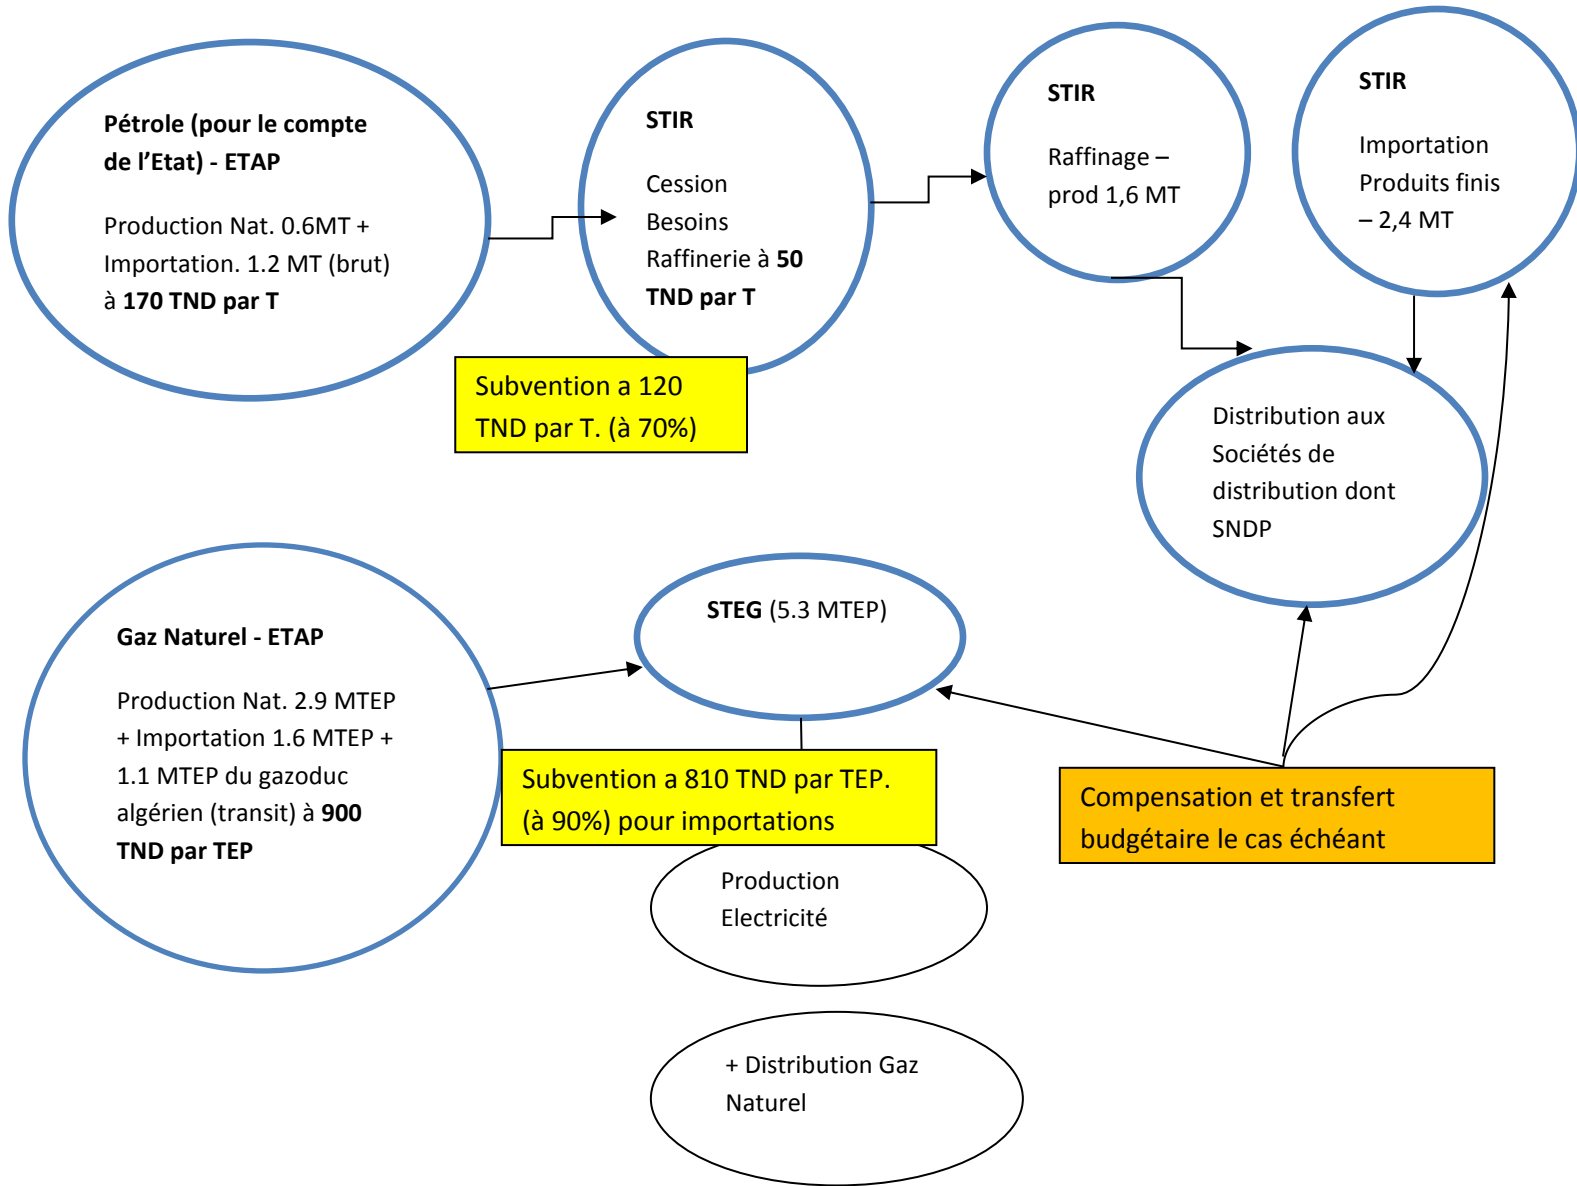 Pétrole (pour le compte
de l'Etat) - ETAP
Production Nat. 0.6MT +
Importation. 1.2 MT (brut)
à 170 TND par T
STIR
Cession
Besoins
Raffinerie à 50
TND par T
Subvention a 120
TND par T. (à 70%)
STIR
Raffinage –
prod 1,6 MT
STIR
Importation
Produits finis
– 2,4 MT
Distribution aux
Sociétés de
distribution dont
SNDP
Gaz Naturel - ETAP
Production Nat. 2.9 MTEP
+ Importation 1.6 MTEP +
1.1 MTEP du gazoduc
algérien (transit) à 900
TND par TEP
STEG (5.3 MTEP)
Subvention a 810 TND par TEP.
(à 90%) pour importations
Compensation et transfert
budgétaire le cas échéant
Production
Electricité
+ Distribution Gaz
Naturel